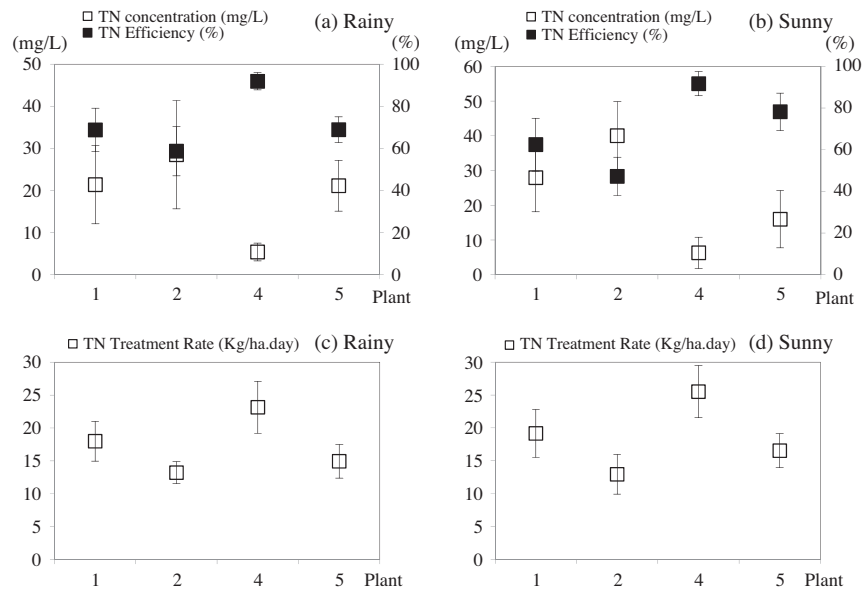 □ TN concentration (mg/L) (a) Rainy
■ TN Efficiency (%)
(mg/L) (%)
50 100
40 80
30 60
20 40
10 20
0 0
1 2 4 5 Plant
□ TN concentration (mg/L) (b) Sunny
■ TN Efficiency (%)
(mg/L) (%)
60 100
50 80
40 60
30
20 40
10 20
0 0
1 2 4 5 Plant
□ TN Treatment Rate (Kg/ha.day) (c) Rainy
30
25
20
15
10
5
0
1 2 4 5 Plant
□ TN Treatment Rate (Kg/ha.day) (d) Sunny
30
25
20
15
10
5
0
1 2 4 5 Plant